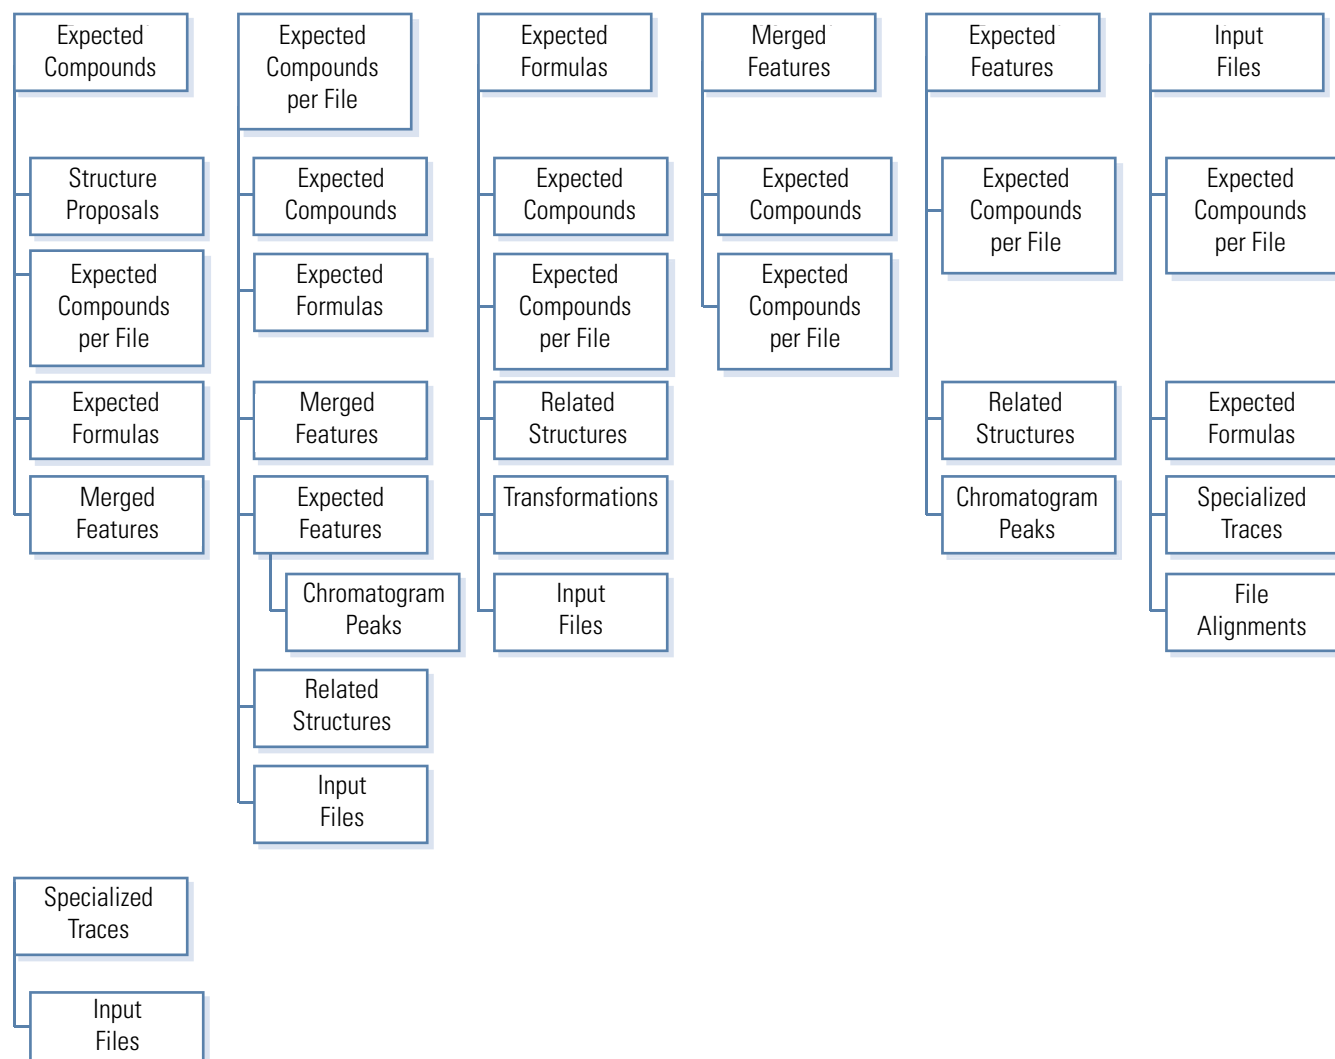 Expected
Compounds
Expected
Compounds
per File
Expected
Formulas
Merged
Features
Expected
Features
Input
Files
Structure
Proposals
Expected
Compounds
per File
Expected
Formulas
Merged
Features
Expected
Compounds
Expected
Formulas
Merged
Features
Expected
Features
Chromatogram
Peaks
Related
Structures
Input
Files
Expected
Compounds
Expected
Compounds
per File
Related
Structures
Transformations
Input
Files
Expected
Compounds
Expected
Compounds
per File
Expected
Compounds
per File
Related
Structures
Chromatogram
Peaks
Expected
Compounds
per File
Expected
Formulas
Specialized
Traces
File
Alignments
Specialized
Traces
Input
Files